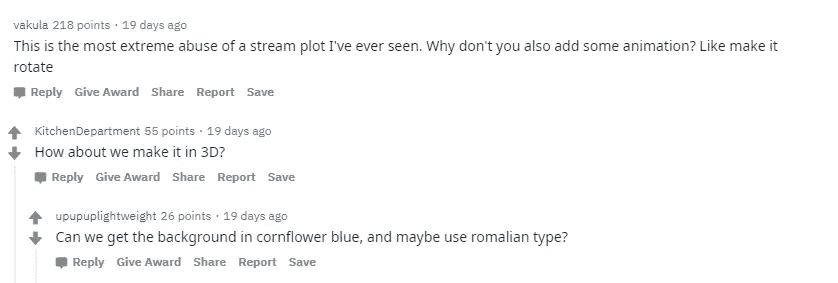 vakula 218 points · 19 days ago
This is the most extreme abuse of a stream plot I've ever seen. Why don't you also add some animation? Like make it
rotate
Reply Give Award Share Report Save
KitchenDepartment 55 points · 19 days ago
How about we make it in 3D?
Reply Give Award Share Report Save
upupuplightweight 26 points · 19 days ago
Can we get the background in cornflower blue, and maybe use romalian type?
Reply Give Award Share Report Save